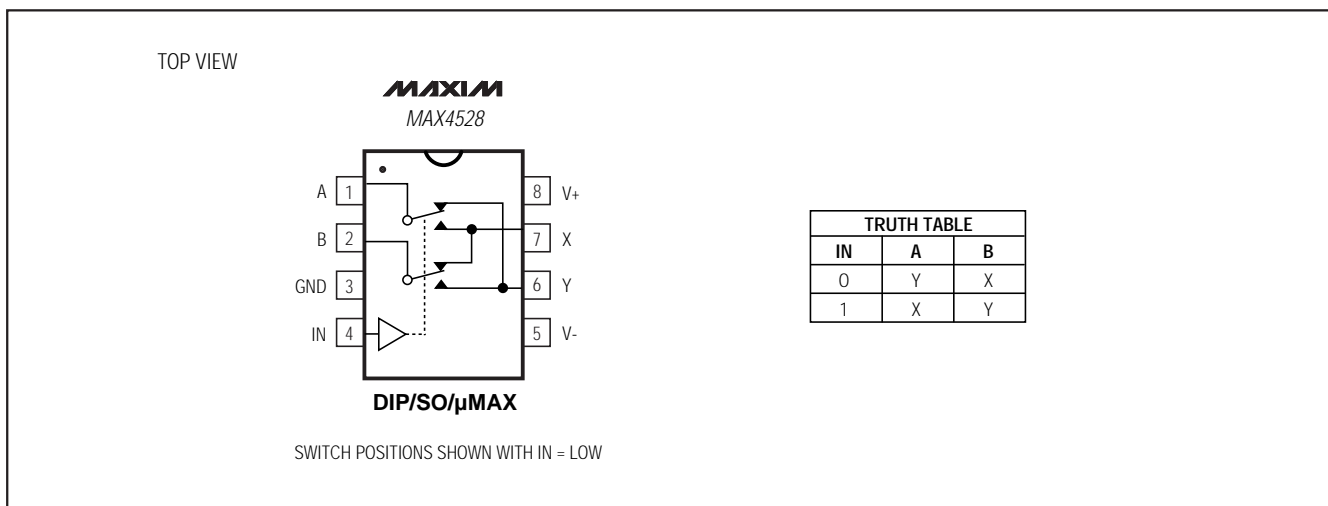 TOP VIEW
MAXIM
MAX4528
A 1
B 2
GND 3
IN 4
8 V+
7 X
6 Y
5 V-
DIP/SO/µMAX
SWITCH POSITIONS SHOWN WITH IN = LOW
TRUTH TABLE
IN A B
0 Y X
1 X Y